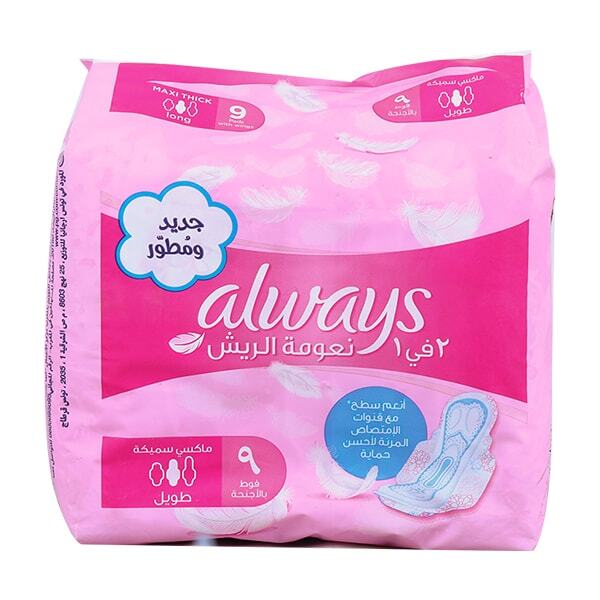 MAXI THICK
long
9
Pads
with wings
٩
فوط
بالأجنحة
ماكسي سميكة
طويل
جديد
ومُطوّر
always
٢ في ١ نعومة الريش
أنعم سطح*
مع قنوات
الإمتصاص
المرنة لأحسن
حماية
ماكسي سميكة
طويل
٩
فوط
بالأجنحة